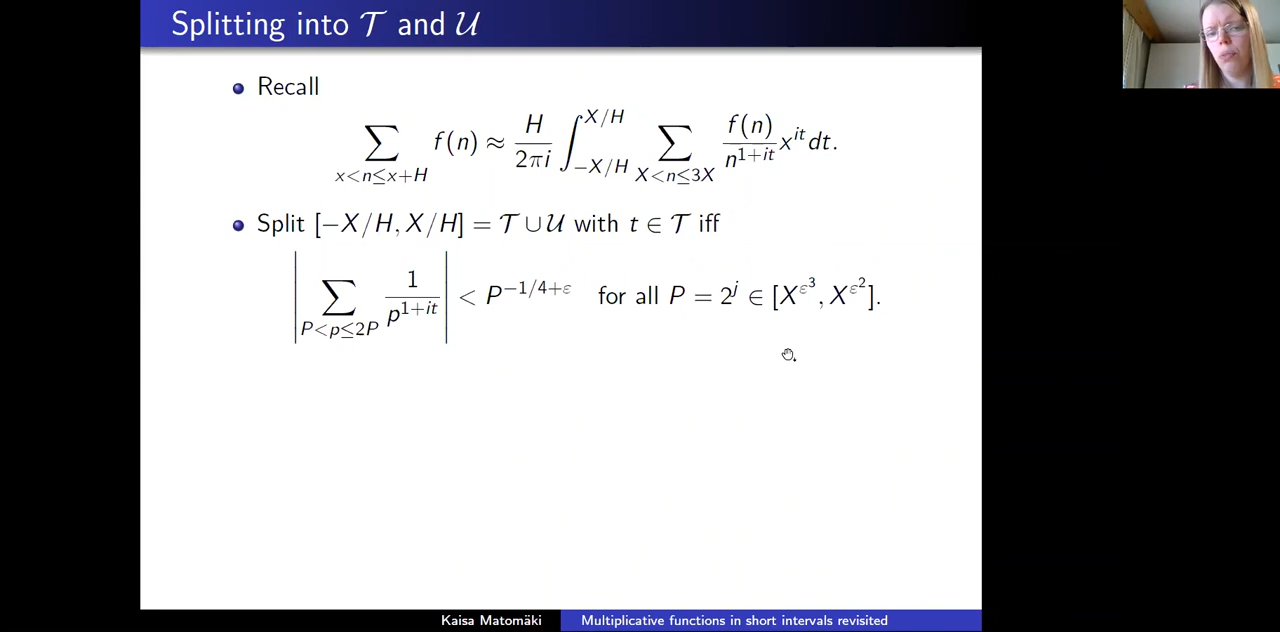 Splitting into 𝒯 and 𝒰
• Recall
∑_{x<n≤x+H} f(n) ≈ H/2πi ∫_{−X/H}^{X/H} ∑_{X<n≤3X} f(n)/n^{1+it} x^{it} dt.
• Split [−X/H, X/H] = 𝒯 ∪ 𝒰 with t ∈ 𝒯 iff
|∑_{P<p≤2P} 1/p^{1+it}| < P^{−1/4+ε} for all P = 2^j ∈ [X^{ε^3}, X^{ε^2}].
Kaisa Matomäki Multiplicative functions in short intervals revisited